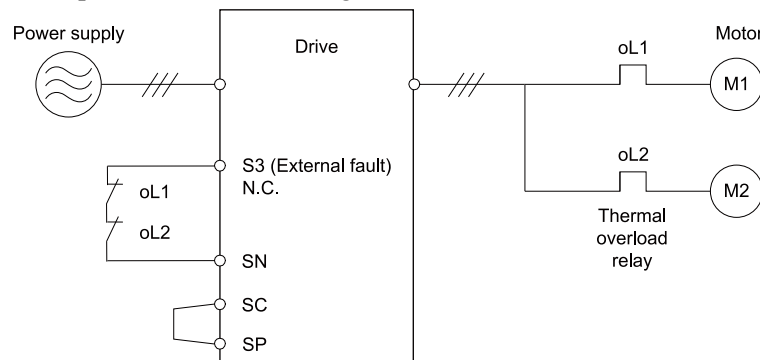 Power supply
Drive
oL1
Motor
M1
S3 (External fault)
N.C.
oL1
oL2
oL2
M2
Thermal
overload
relay
SN
SC
SP